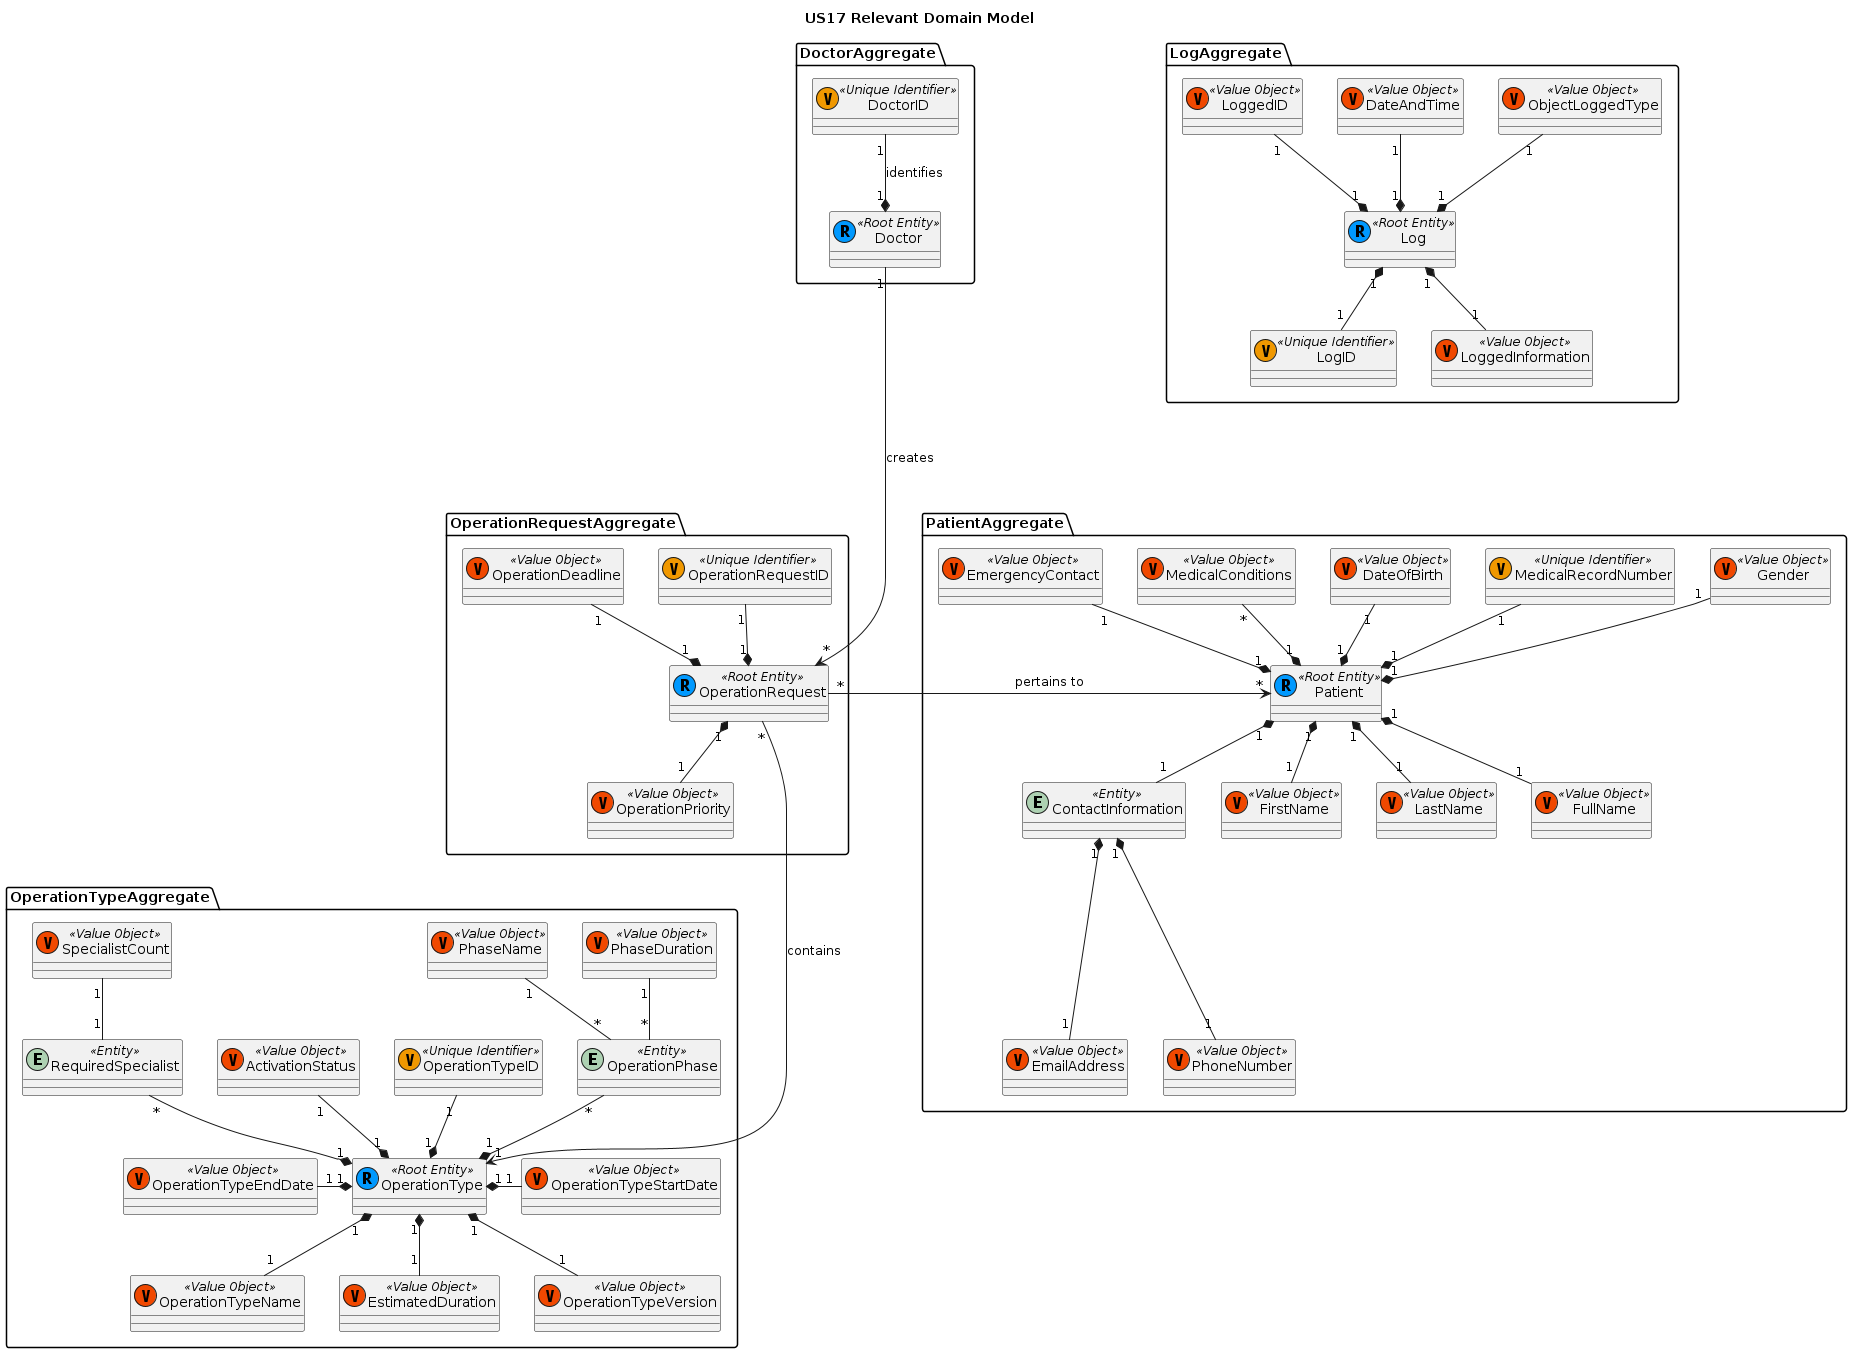 US17 Relevant Domain Model
DoctorAggregate
V «Unique Identifier»
DoctorID
1
identifies
1
R «Root Entity»
Doctor
1
creates
LogAggregate
V «Value Object»
LoggedID
V «Value Object»
DateAndTime
V «Value Object»
ObjectLoggedType
1 1 1
1 1 1
R «Root Entity»
Log
1 1
1 1
V «Unique Identifier»
LogID
V «Value Object»
LoggedInformation
OperationRequestAggregate
V «Value Object»
OperationDeadline
V «Unique Identifier»
OperationRequestID
1 1
1 1 *
R «Root Entity»
OperationRequest
* pertains to *
1 *
1
V «Value Object»
OperationPriority
contains
PatientAggregate
V «Value Object»
EmergencyContact
V «Value Object»
MedicalConditions
V «Value Object»
DateOfBirth
V «Unique Identifier»
MedicalRecordNumber
V «Value Object»
Gender
1 * 1 1 1
1 1 1 1 1
R «Root Entity»
Patient
1 1 1 1
1 1 1 1
E «Entity»
ContactInformation
V «Value Object»
FirstName
V «Value Object»
LastName
V «Value Object»
FullName
1 1
1 1
V «Value Object»
EmailAddress
V «Value Object»
PhoneNumber
OperationTypeAggregate
V «Value Object»
SpecialistCount
V «Value Object»
PhaseName
V «Value Object»
PhaseDuration
1 1 1
1 * *
E «Entity»
RequiredSpecialist
V «Value Object»
ActivationStatus
V «Unique Identifier»
OperationTypeID
E «Entity»
OperationPhase
* 1 1 *
1 1 1 1 1
V «Value Object»
OperationTypeEndDate
1 1
R «Root Entity»
OperationType
1 1
V «Value Object»
OperationTypeStartDate
1 1 1
1 1 1
V «Value Object»
OperationTypeName
V «Value Object»
EstimatedDuration
V «Value Object»
OperationTypeVersion